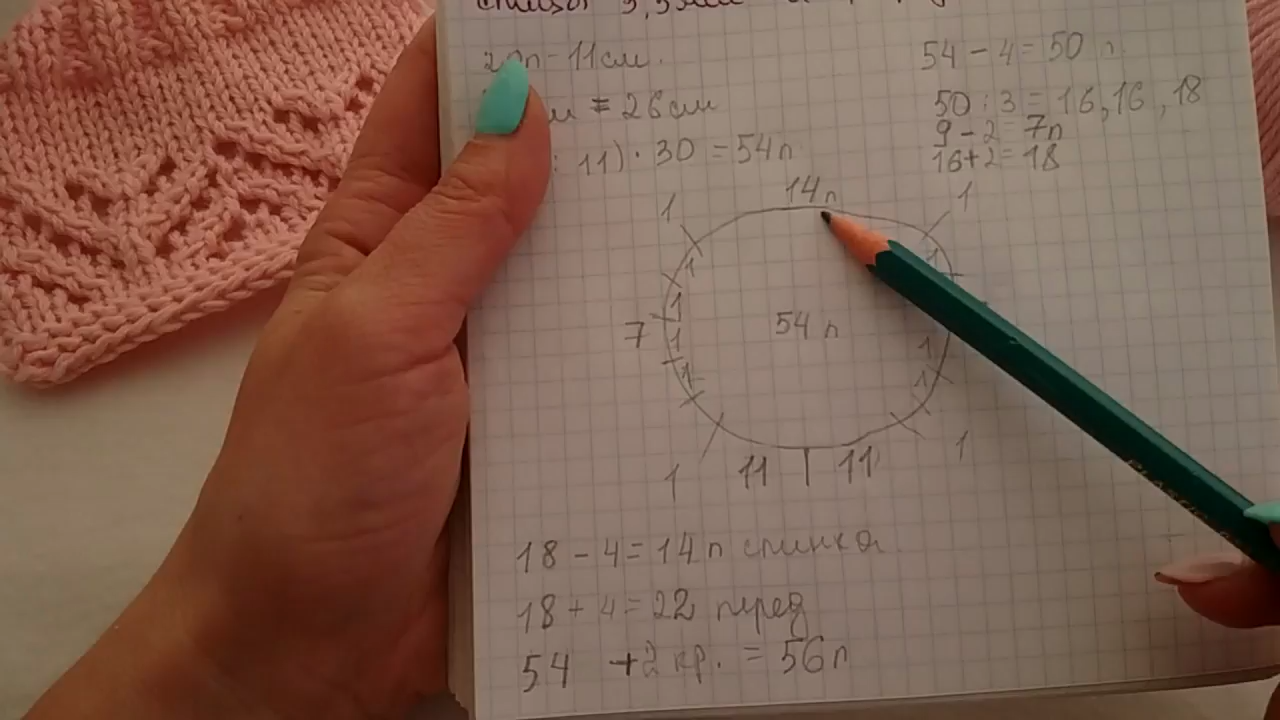 11см.
= 26см
: 11) · 30 = 54п
54 - 4 = 50 п
50 : 3 = 16, 16, 18
9 - 2 = 7п
16+2 = 18
14п
1
1
1
1
7
1
1
1
54 п
1
1
1
1
1
11
11
18 - 4 = 14п спинка
18 + 4 = 22 перед
54 +2 кр. = 56п